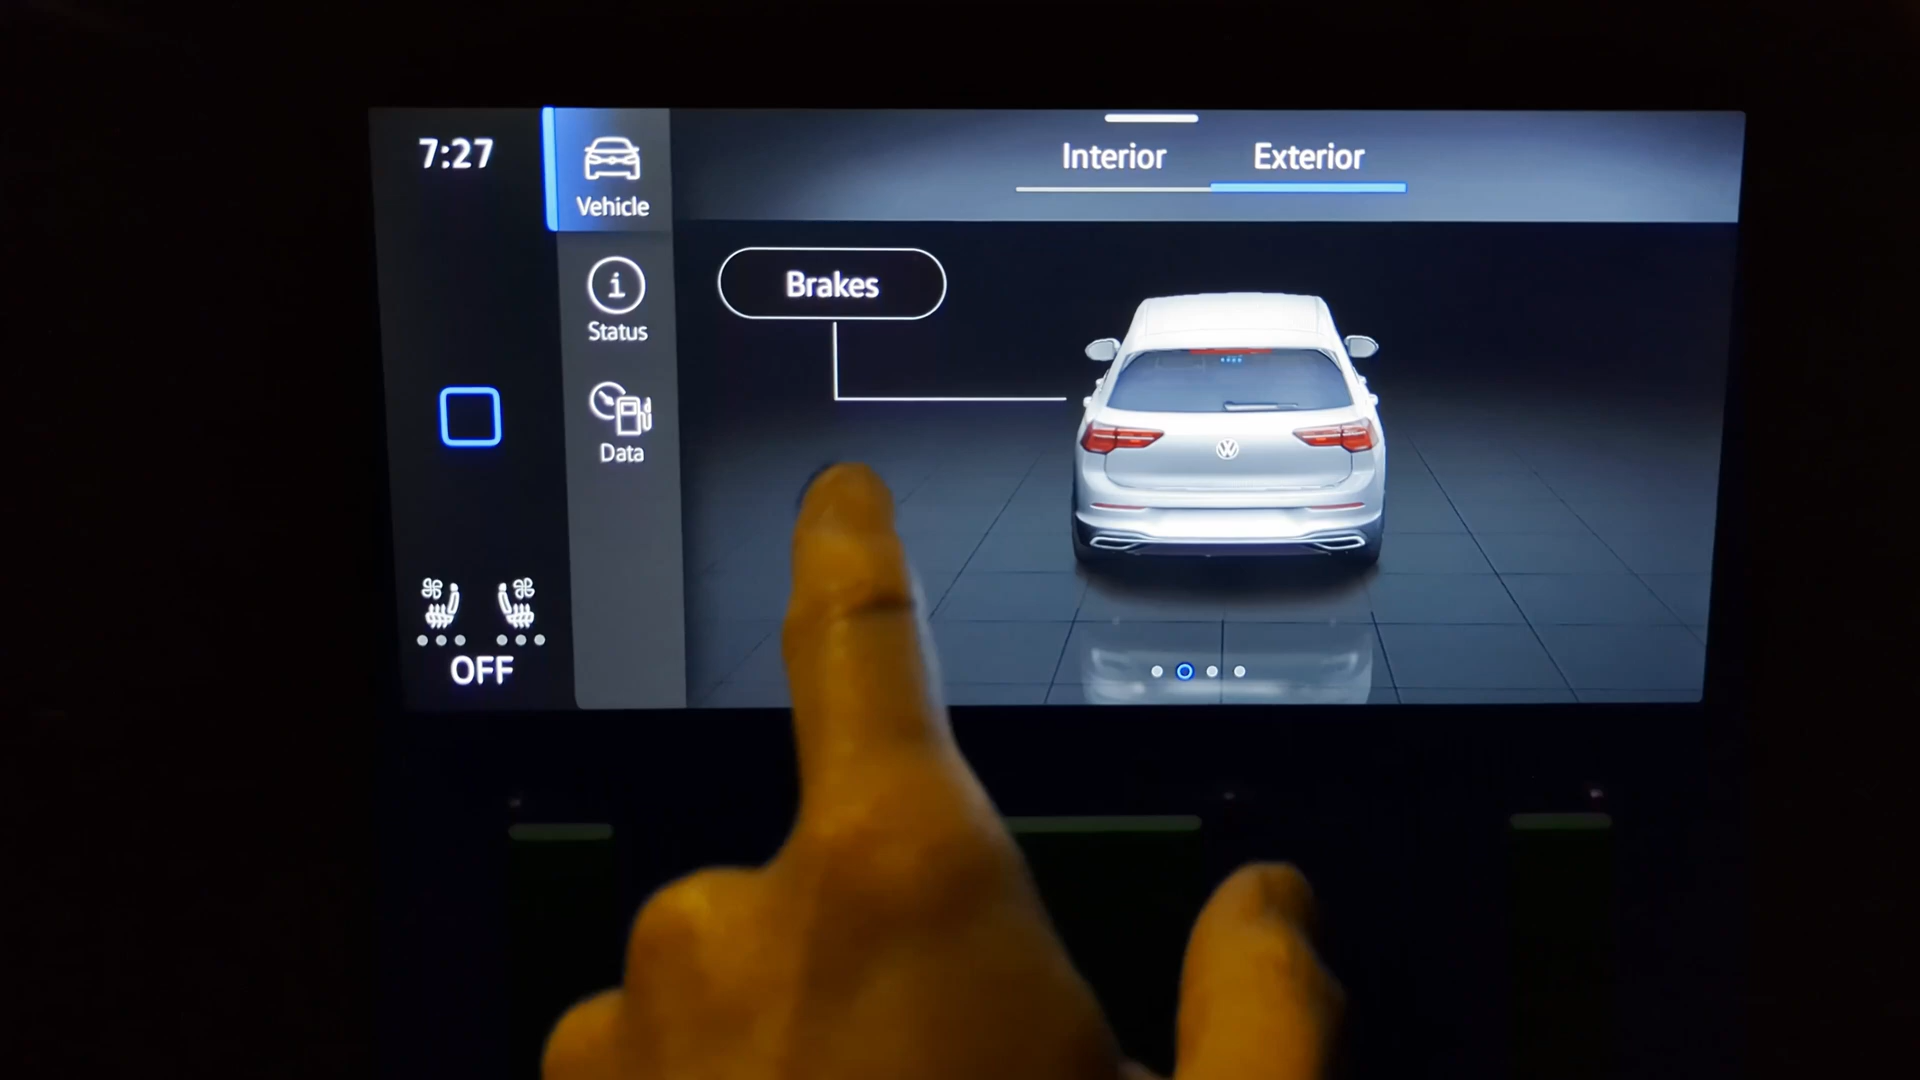 7:27
Vehicle
Interior
Exterior
Brakes
Status
Data
OFF